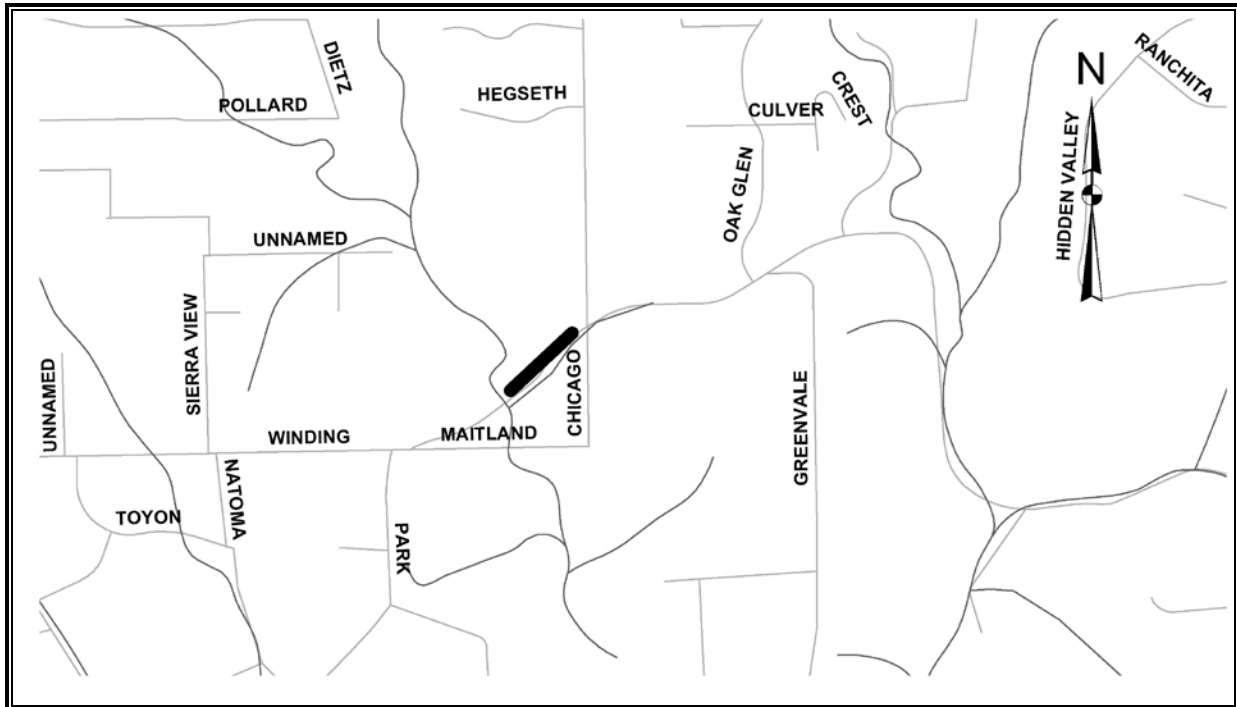 DIETZ
POLLARD
HEGSETH
CULVER
CREST
N
RANCHITA
HIDDEN VALLEY
OAK GLEN
UNNAMED
SIERRA VIEW
UNNAMED
CHICAGO
WINDING
MAITLAND
GREENVALE
NATOMA
TOYON
PARK